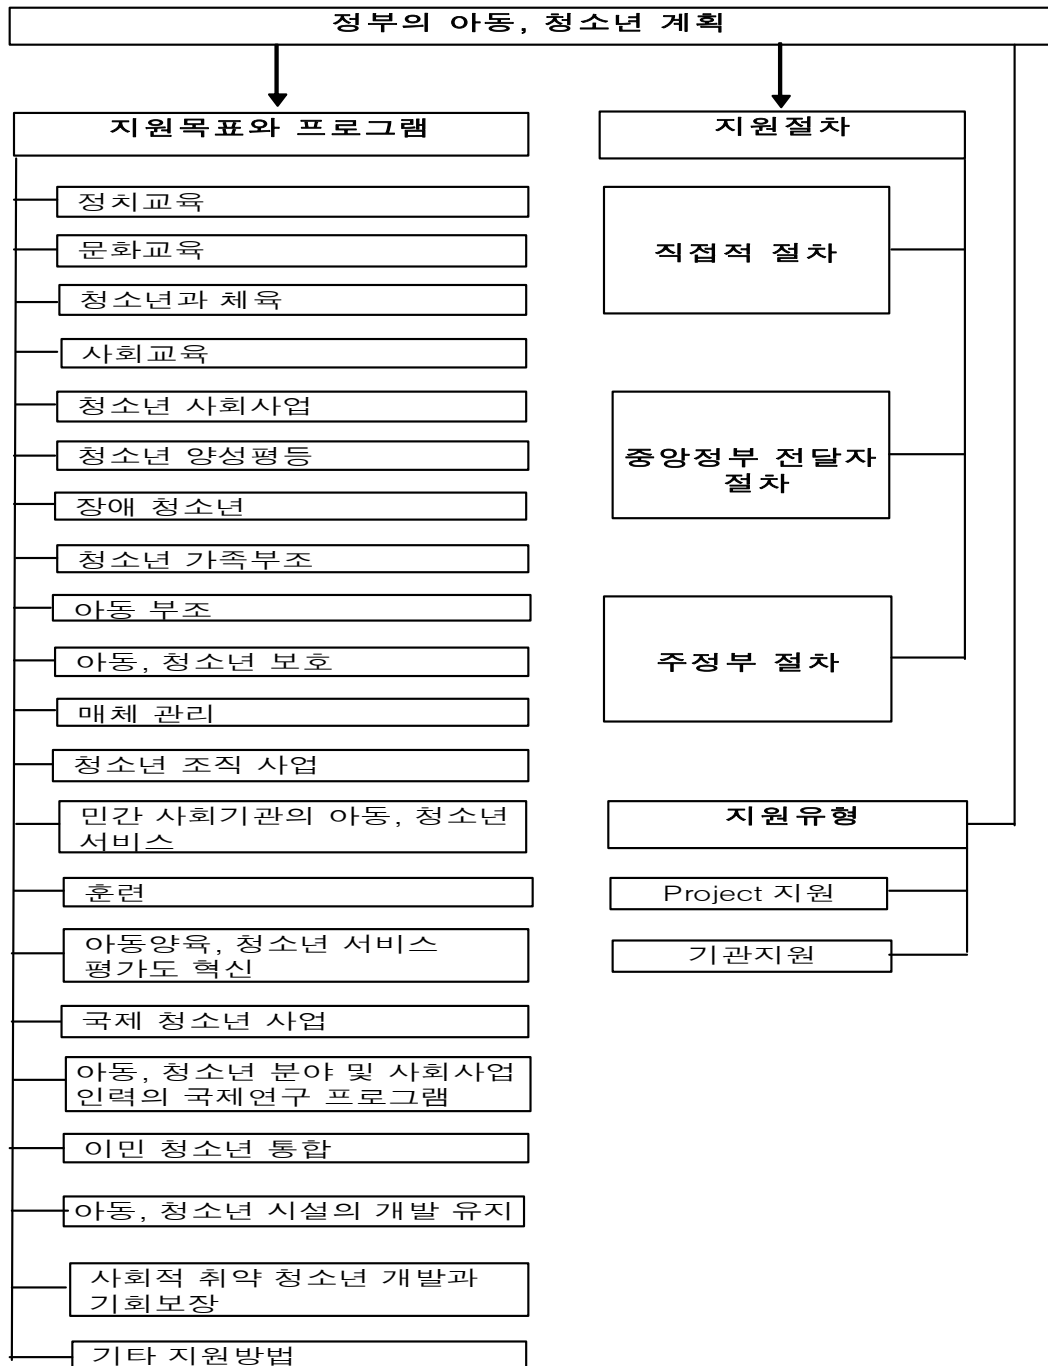 정부의 아동, 청소년 계획
지원목표와 프로그램
정치교육
문화교육
청소년과 체육
사회교육
청소년 사회사업
청소년 양성평등
장애 청소년
청소년 가족부조
아동 부조
아동, 청소년 보호
매체 관리
청소년 조직 사업
민간 사회기관의 아동, 청소년
서비스
훈련
아동양육, 청소년 서비스
평가도 혁신
국제 청소년 사업
아동, 청소년 분야 및 사회사업
인력의 국제연구 프로그램
이민 청소년 통합
아동, 청소년 시설의 개발 유지
사회적 취약 청소년 개발과
기회보장
기타 지원방법
지원절차
직접적 절차
중앙정부 전달자
절차
주정부 절차
지원유형
Project 지원
기관지원